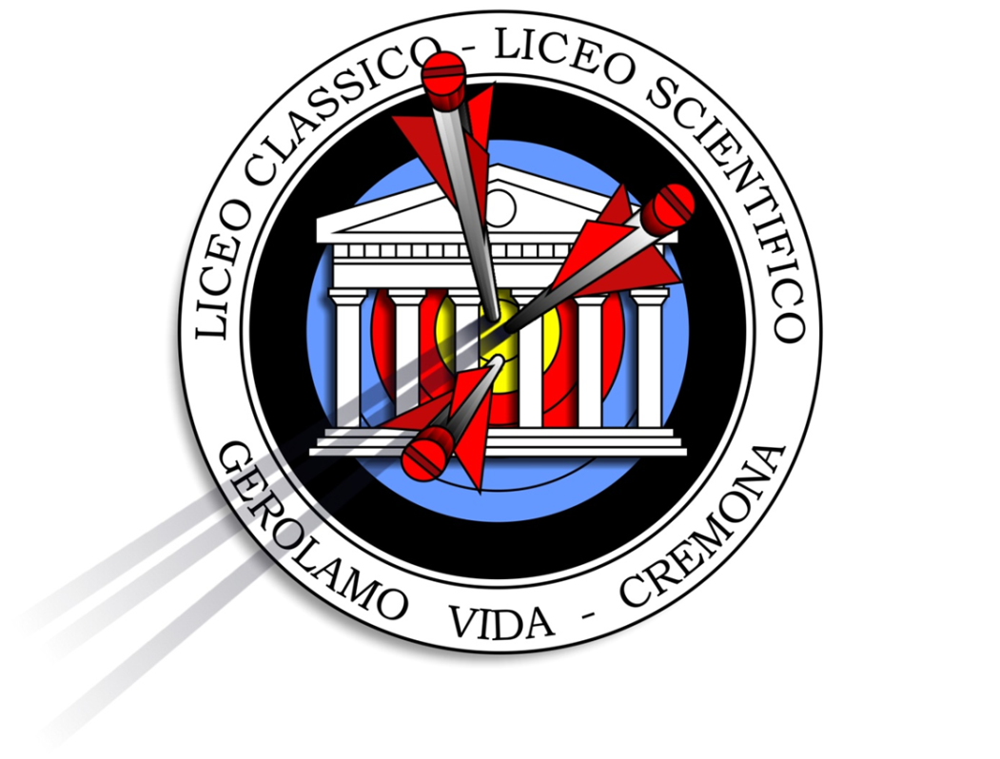 LICEO CLASSICO - LICEO SCIENTIFICO
GEROLAMO VIDA - CREMONA